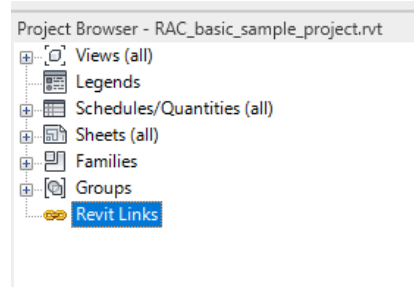 Project Browser - RAC_basic_sample_project.rvt
Views (all)
Legends
Schedules/Quantities (all)
Sheets (all)
Families
Groups
Revit Links